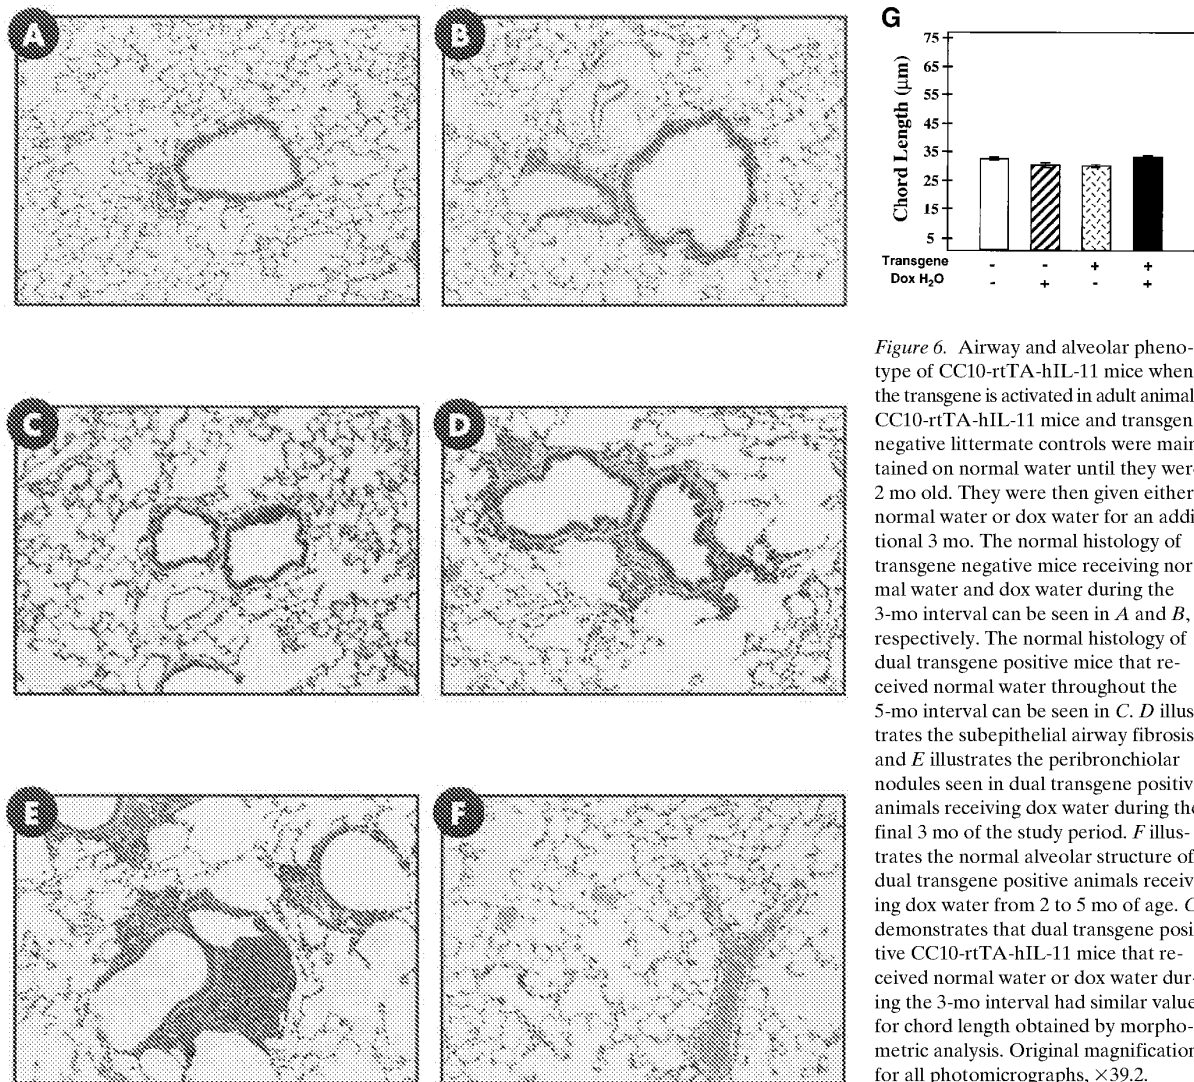 A
B
G
75
65
55
45
35
25
15
5
Chord Length (µm)
Transgene - - + +
Dox H2O - + - +
C
D
E
F
Figure 6. Airway and alveolar pheno-
type of CC10-rtTA-hIL-11 mice when
the transgene is activated in adult animal
CC10-rtTA-hIL-11 mice and transgen
negative littermate controls were main
tained on normal water until they wer
2 mo old. They were then given either
normal water or dox water for an addi
tional 3 mo. The normal histology of
transgene negative mice receiving nor
mal water and dox water during the
3-mo interval can be seen in A and B,
respectively. The normal histology of
dual transgene positive mice that re-
ceived normal water throughout the
5-mo interval can be seen in C. D illus
trates the subepithelial airway fibrosis
and E illustrates the peribronchiolar
nodules seen in dual transgene positiv
animals receiving dox water during the
final 3 mo of the study period. F illus-
trates the normal alveolar structure of
dual transgene positive animals receiv
ing dox water from 2 to 5 mo of age.
demonstrates that dual transgene posi
tive CC10-rtTA-hIL-11 mice that re-
ceived normal water or dox water dur-
ing the 3-mo interval had similar value
for chord length obtained by morpho-
metric analysis. Original magnification
for all photomicrographs, ×39.2.